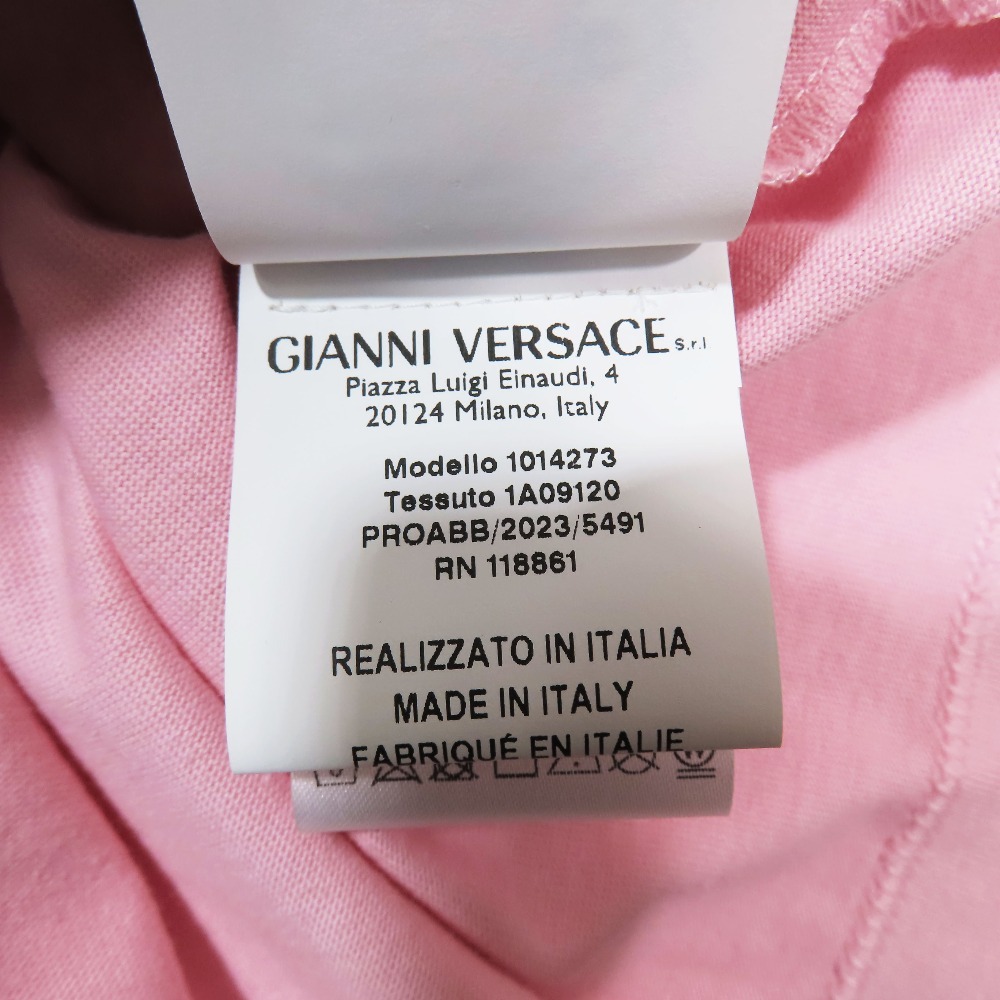 GIANNI VERSACE S.r.l
Piazza Luigi Einaudi, 4
20124 Milano, Italy
Modello 1014273
Tessuto 1A09120
PROABB/2023/5491
RN 118861
REALIZZATO IN ITALIA
MADE IN ITALY
FABRIQUÉ EN ITALIE